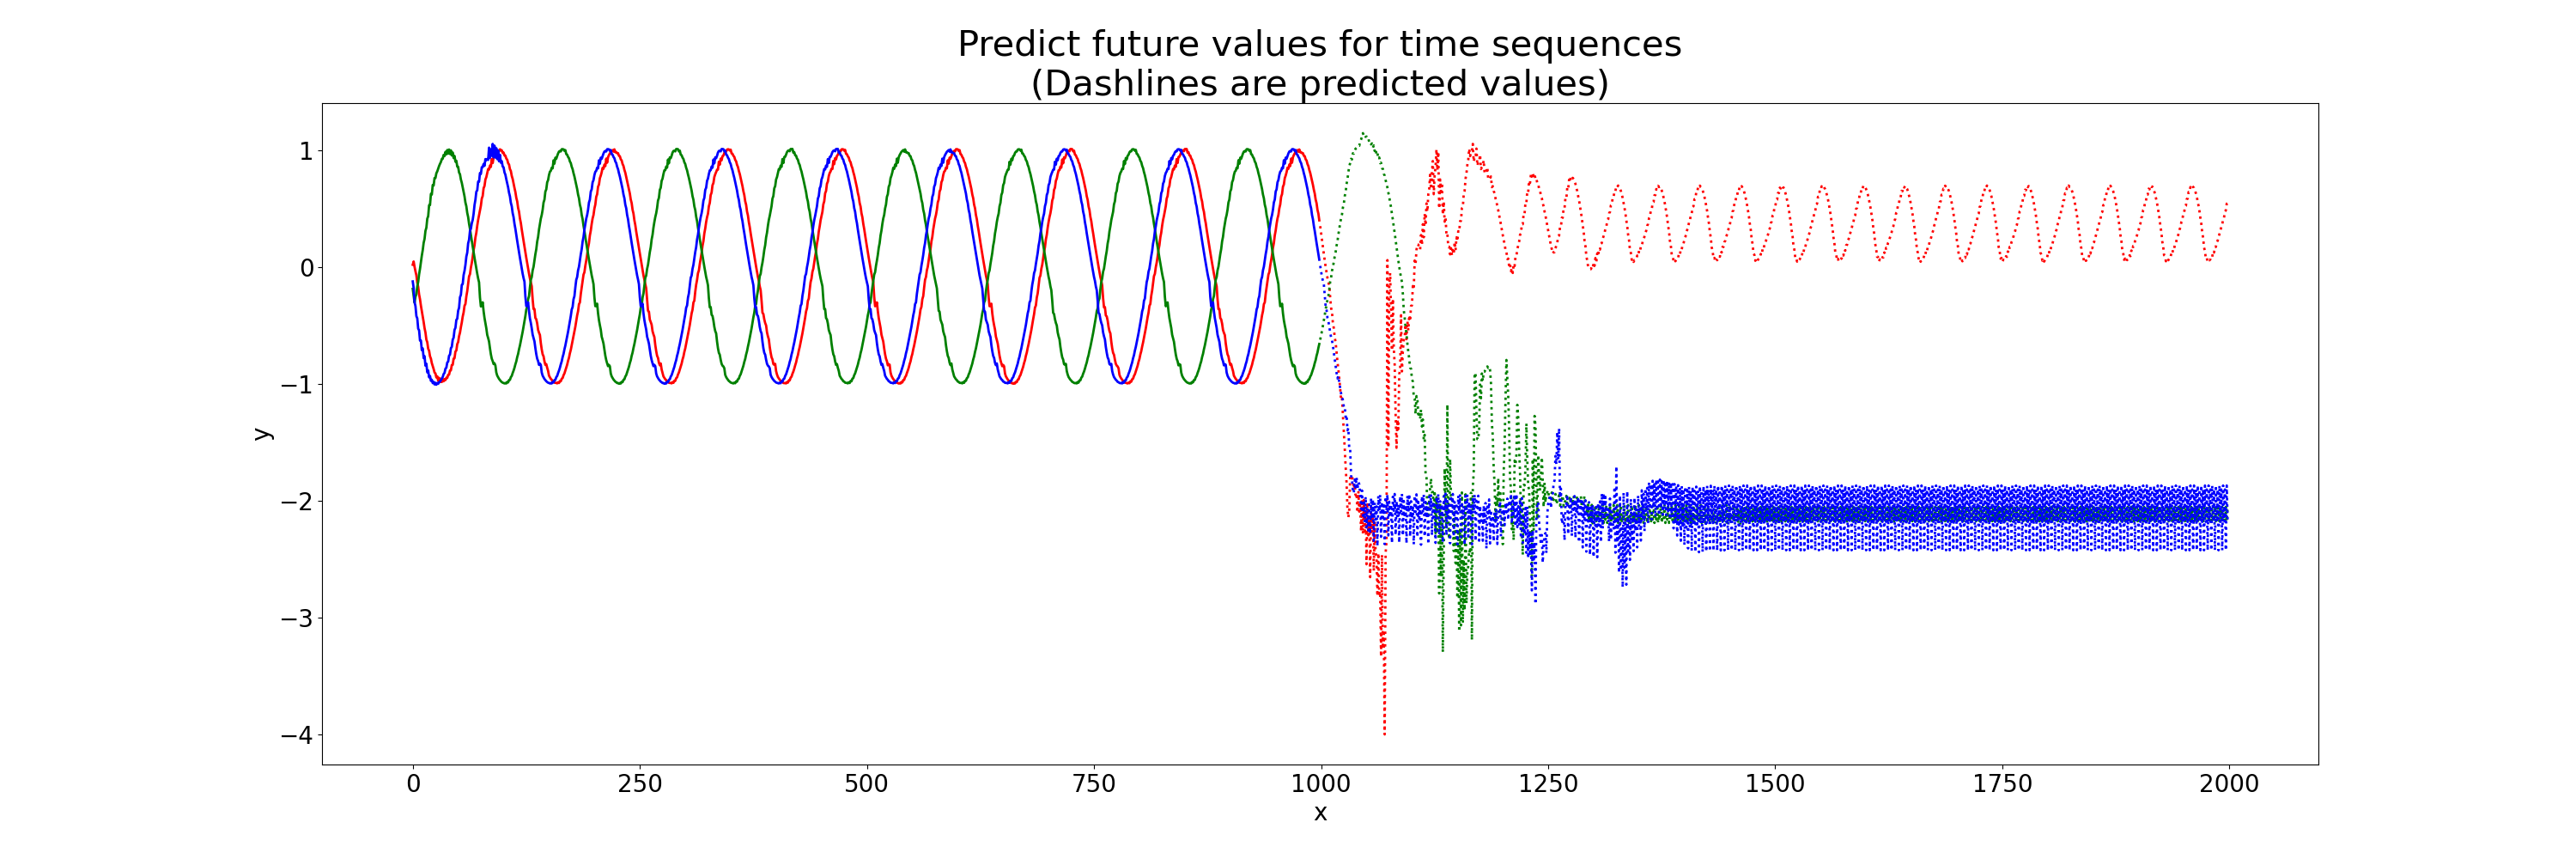 Predict future values for time sequences
(Dashlines are predicted values)
1
0
−1
−2
−3
−4
y
0 250 500 750 1000 1250 1500 1750 2000
x